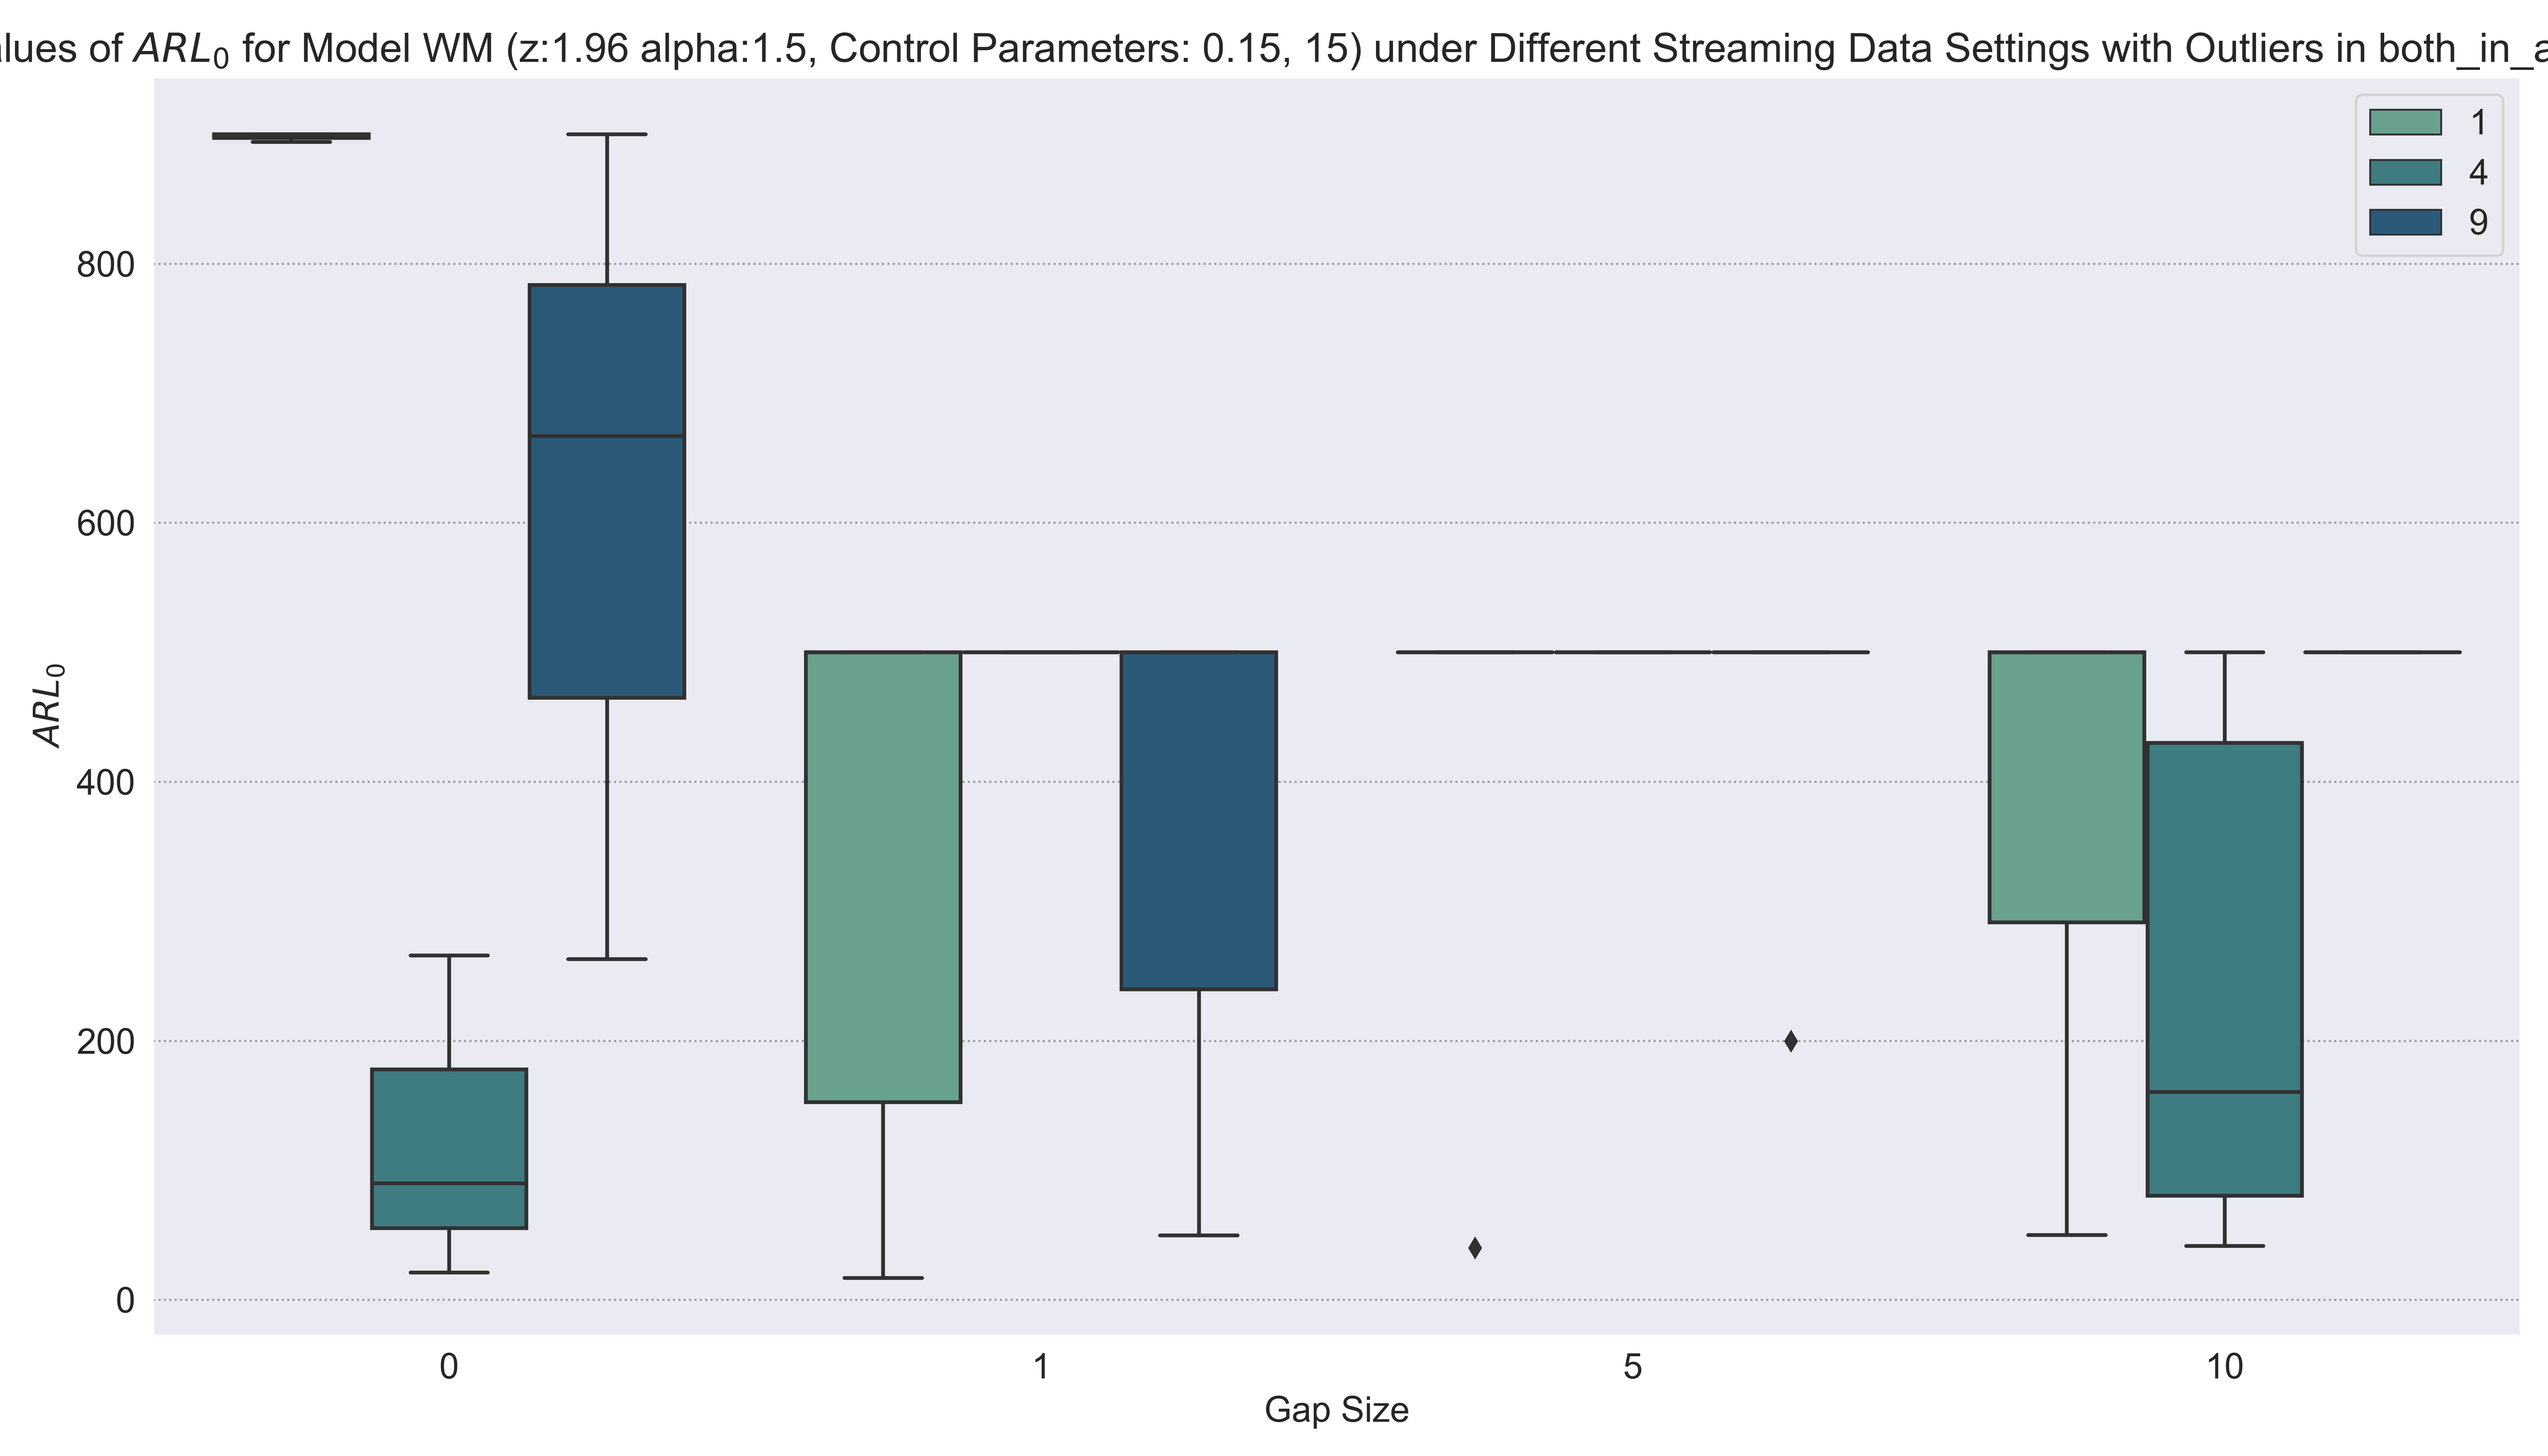 alues of ARL₀ for Model WM (z:1.96 alpha:1.5, Control Parameters: 0.15, 15) under Different Streaming Data Settings with Outliers in both_in_a
1
4
9
800
600
400
200
0
ARL₀
0 1 5 10
Gap Size